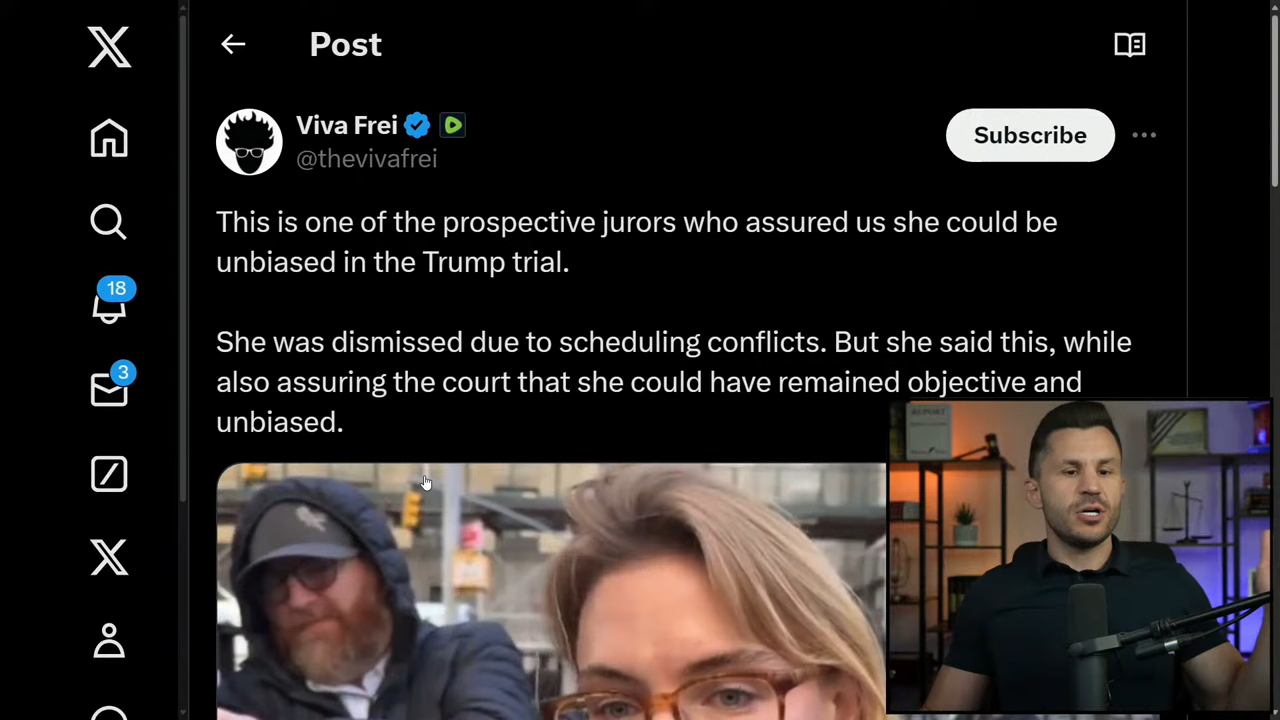 Post
Viva Frei
@thevivafrei
Subscribe
This is one of the prospective jurors who assured us she could be
unbiased in the Trump trial.
She was dismissed due to scheduling conflicts. But she said this, while
also assuring the court that she could have remained objective and
unbiased.
18
3
REPORT